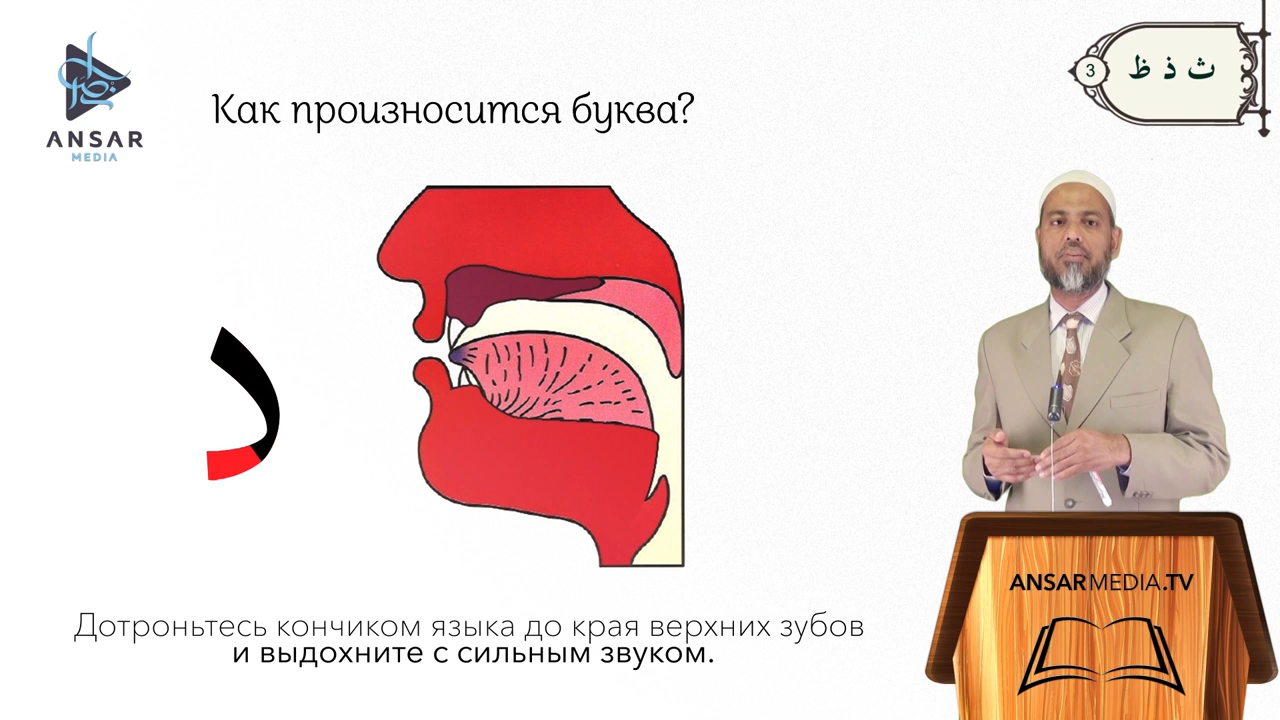 ANSAR
MEDIA
Как произносится буква?
3
ث ذ ظ
د
Дотроньтесь кончиком языка до края верхних зубов
и выдохните с сильным звуком.
ANSARMEDIA.TV